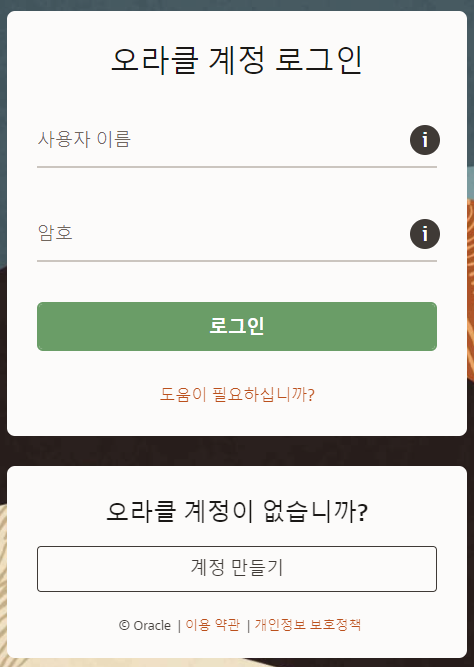 오라클 계정 로그인
사용자 이름
i
암호
i
로그인
도움이 필요하십니까?
오라클 계정이 없습니까?
계정 만들기
© Oracle | 이용 약관 | 개인정보 보호정책